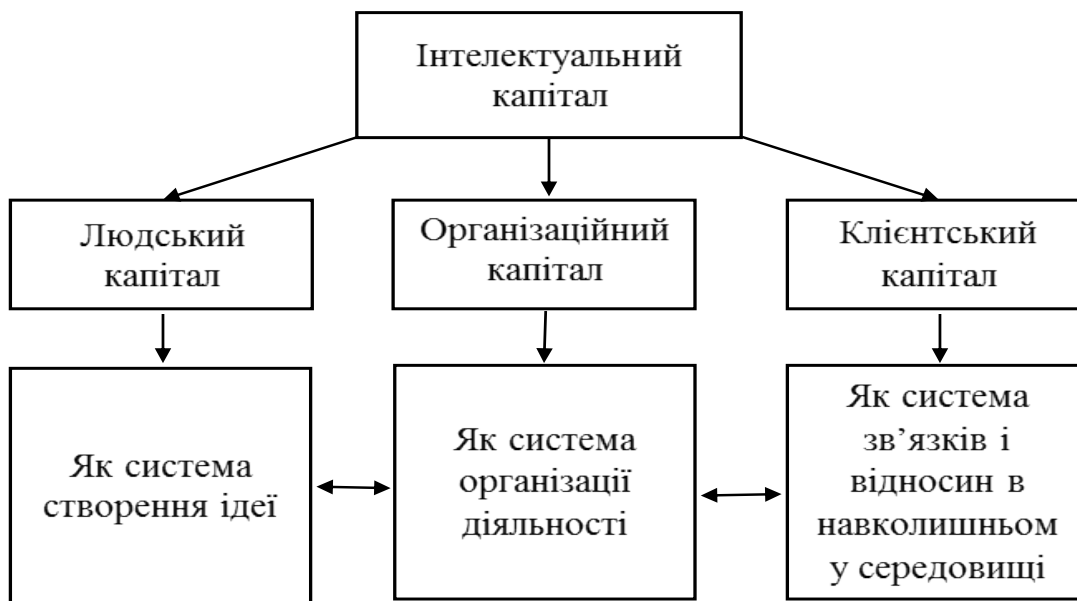 Інтелектуальний
капітал
Людський
капітал
Організаційний
капітал
Клієнтський
капітал
Як система
створення ідеї
Як система
організації
діяльності
Як система
зв’язків і
відносин в
навколишньом
у середовищі